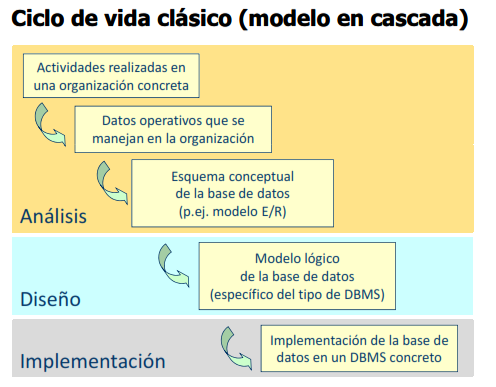 Ciclo de vida clásico (modelo en cascada)
Actividades realizadas en
una organización concreta
Datos operativos que se
manejan en la organización
Esquema conceptual
de la base de datos
(p.ej. modelo E/R)
Análisis
Modelo lógico
de la base de datos
(específico del tipo de DBMS)
Diseño
Implementación de la base de
datos en un DBMS concreto
Implementación